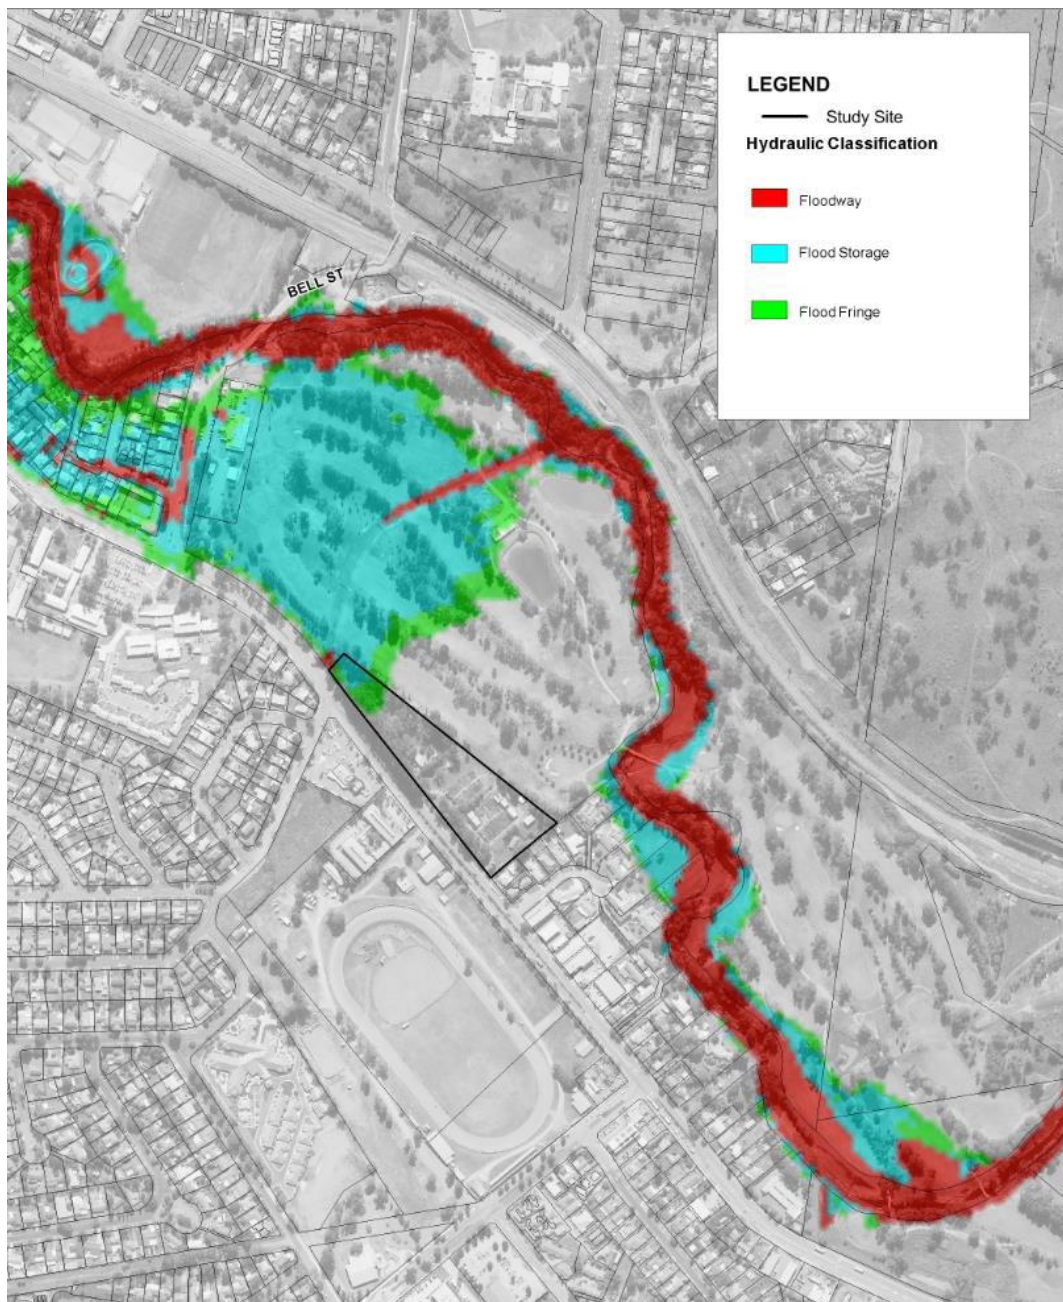 LEGEND
Study Site
Hydraulic Classification
Floodway
Flood Storage
Flood Fringe
BELL ST